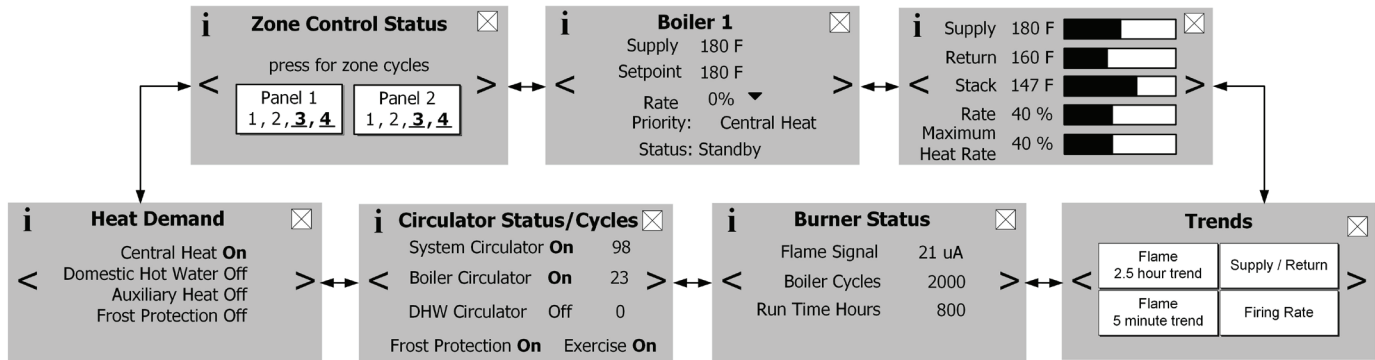 i Zone Control Status
press for zone cycles
< >
Panel 1
1, 2, 3, 4
Panel 2
1, 2, 3, 4
i Boiler 1
Supply 180 F
Setpoint 180 F
< >
Rate 0%
Priority: Central Heat
Status: Standby
i
Supply 180 F
Return 160 F
< >
Stack 147 F
Rate 40 %
Maximum
Heat Rate 40 %
i Heat Demand
Central Heat On
Domestic Hot Water Off
< >
Auxiliary Heat Off
Frost Protection Off
i Circulator Status/Cycles
System Circulator On 98
Boiler Circulator On 23
< >
DHW Circulator Off 0
Frost Protection On Exercise On
i Burner Status
Flame Signal 21 uA
Boiler Cycles 2000
< >
Run Time Hours 800
Trends
Flame
2.5 hour trend
Supply / Return
< >
Flame
5 minute trend
Firing Rate